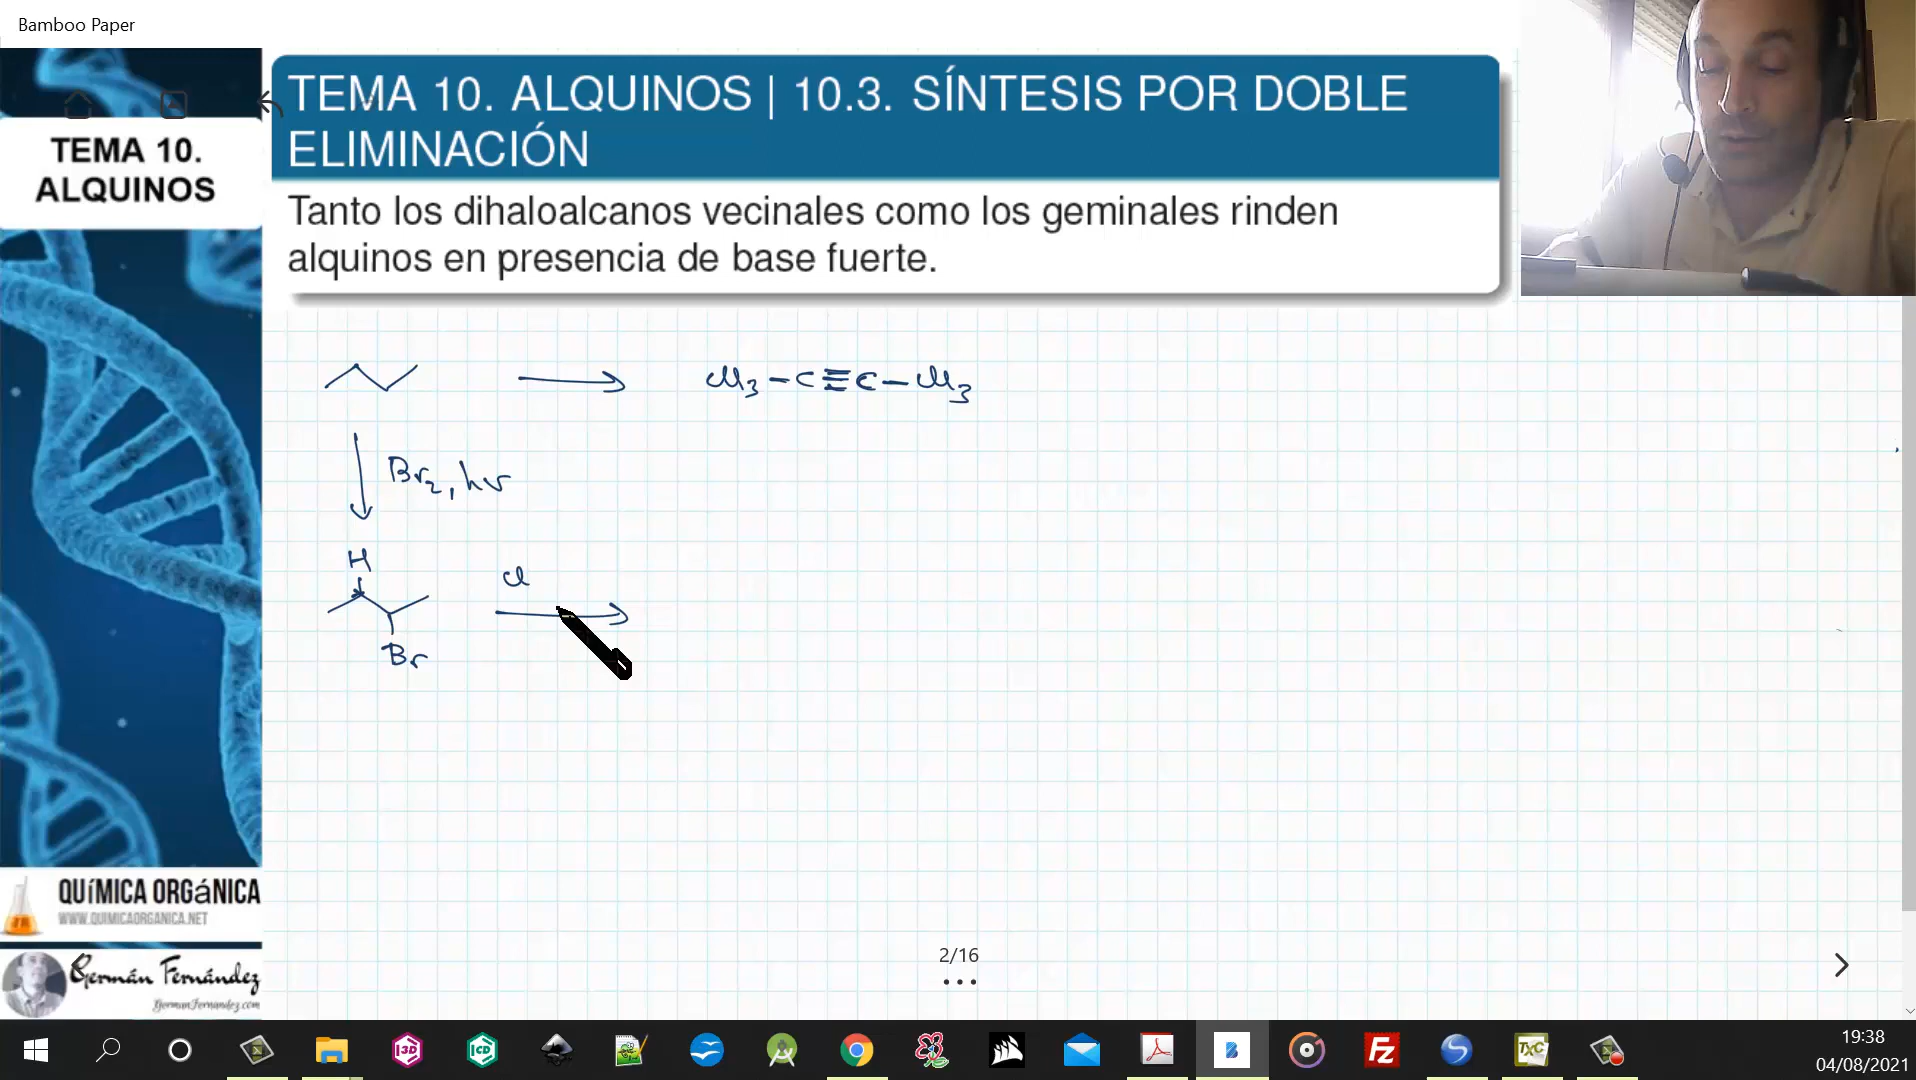 Bamboo Paper
TEMA 10. ALQUINOS | 10.3. SÍNTESIS POR DOBLE
ELIMINACIÓN
TEMA 10.
ALQUINOS
Tanto los dihaloalcanos vecinales como los geminales rinden
alquinos en presencia de base fuerte.
CH3-C≡C-CH3
Br2, hν
H
Br
QUíMICA ORGáNICA
WWW.QUIMICAORGANICA.NET
Germán Fernández
GermanFernandez.com
2/16
19:38
04/08/2021